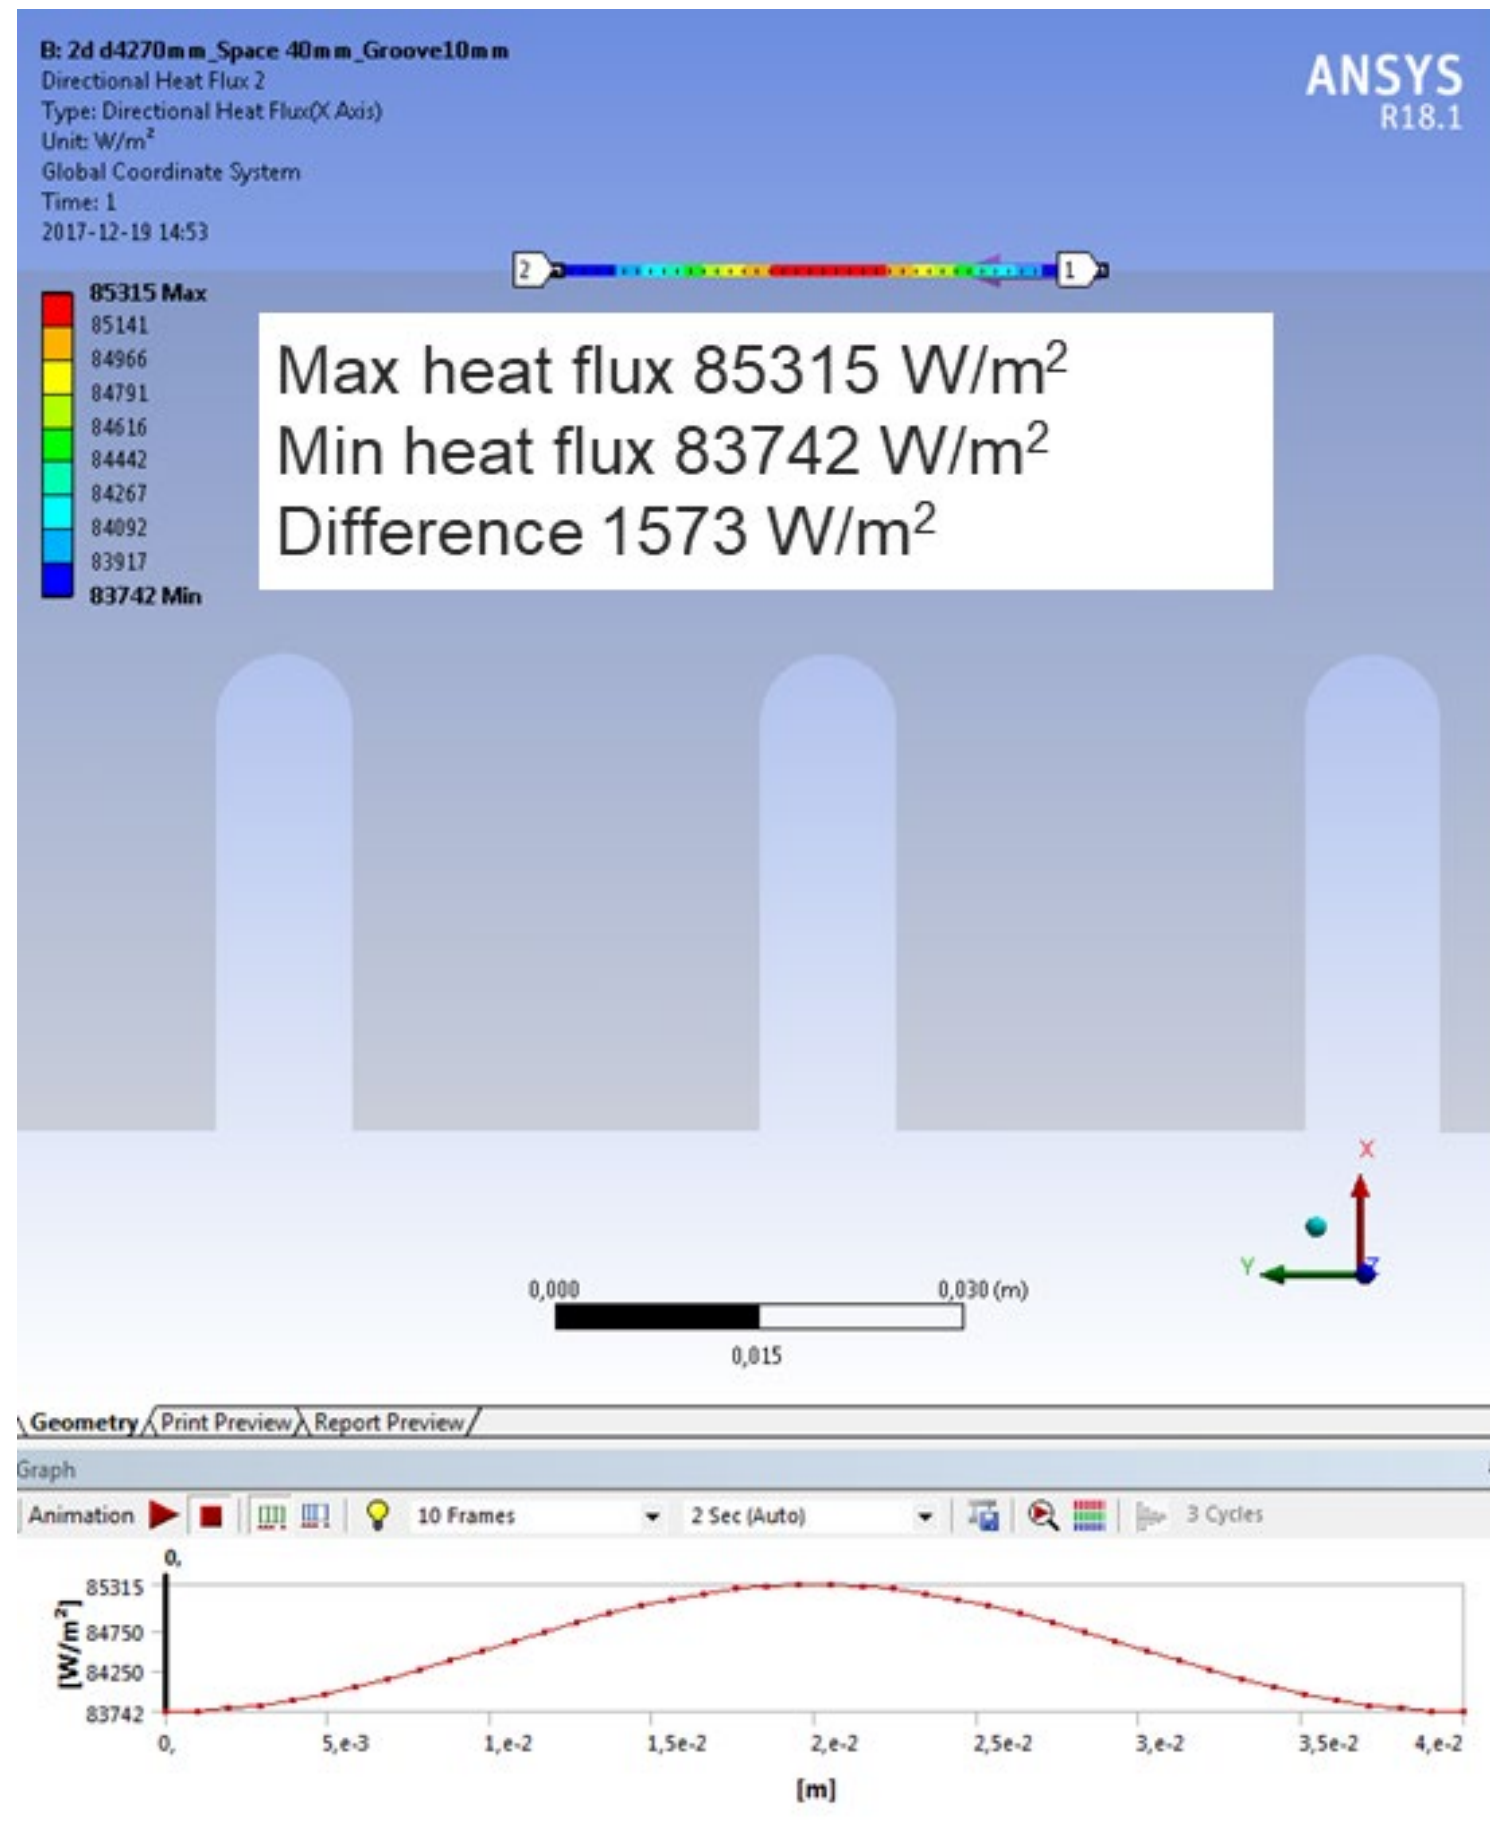 B: 2d d4270mm_Space 40mm_Groove10mm
Directional Heat Flux 2
Type: Directional Heat Flux(X Axis)
Unit: W/m²
Global Coordinate System
Time: 1
2017-12-19 14:53
ANSYS
R18.1
2
1
85315 Max
85141
84966
84791
84616
84442
84267
84092
83917
83742 Min
Max heat flux 85315 W/m²
Min heat flux 83742 W/m²
Difference 1573 W/m²
X
Y
Z
0,000
0,030 (m)
0,015
Geometry Print Preview Report Preview
Graph
Animation 10 Frames 2 Sec (Auto) 3 Cycles
0,
85315
84750
84250
83742
[W/m²]
0, 5,e-3 1,e-2 1,5e-2 2,e-2 2,5e-2 3,e-2 3,5e-2 4,e-2
[m]